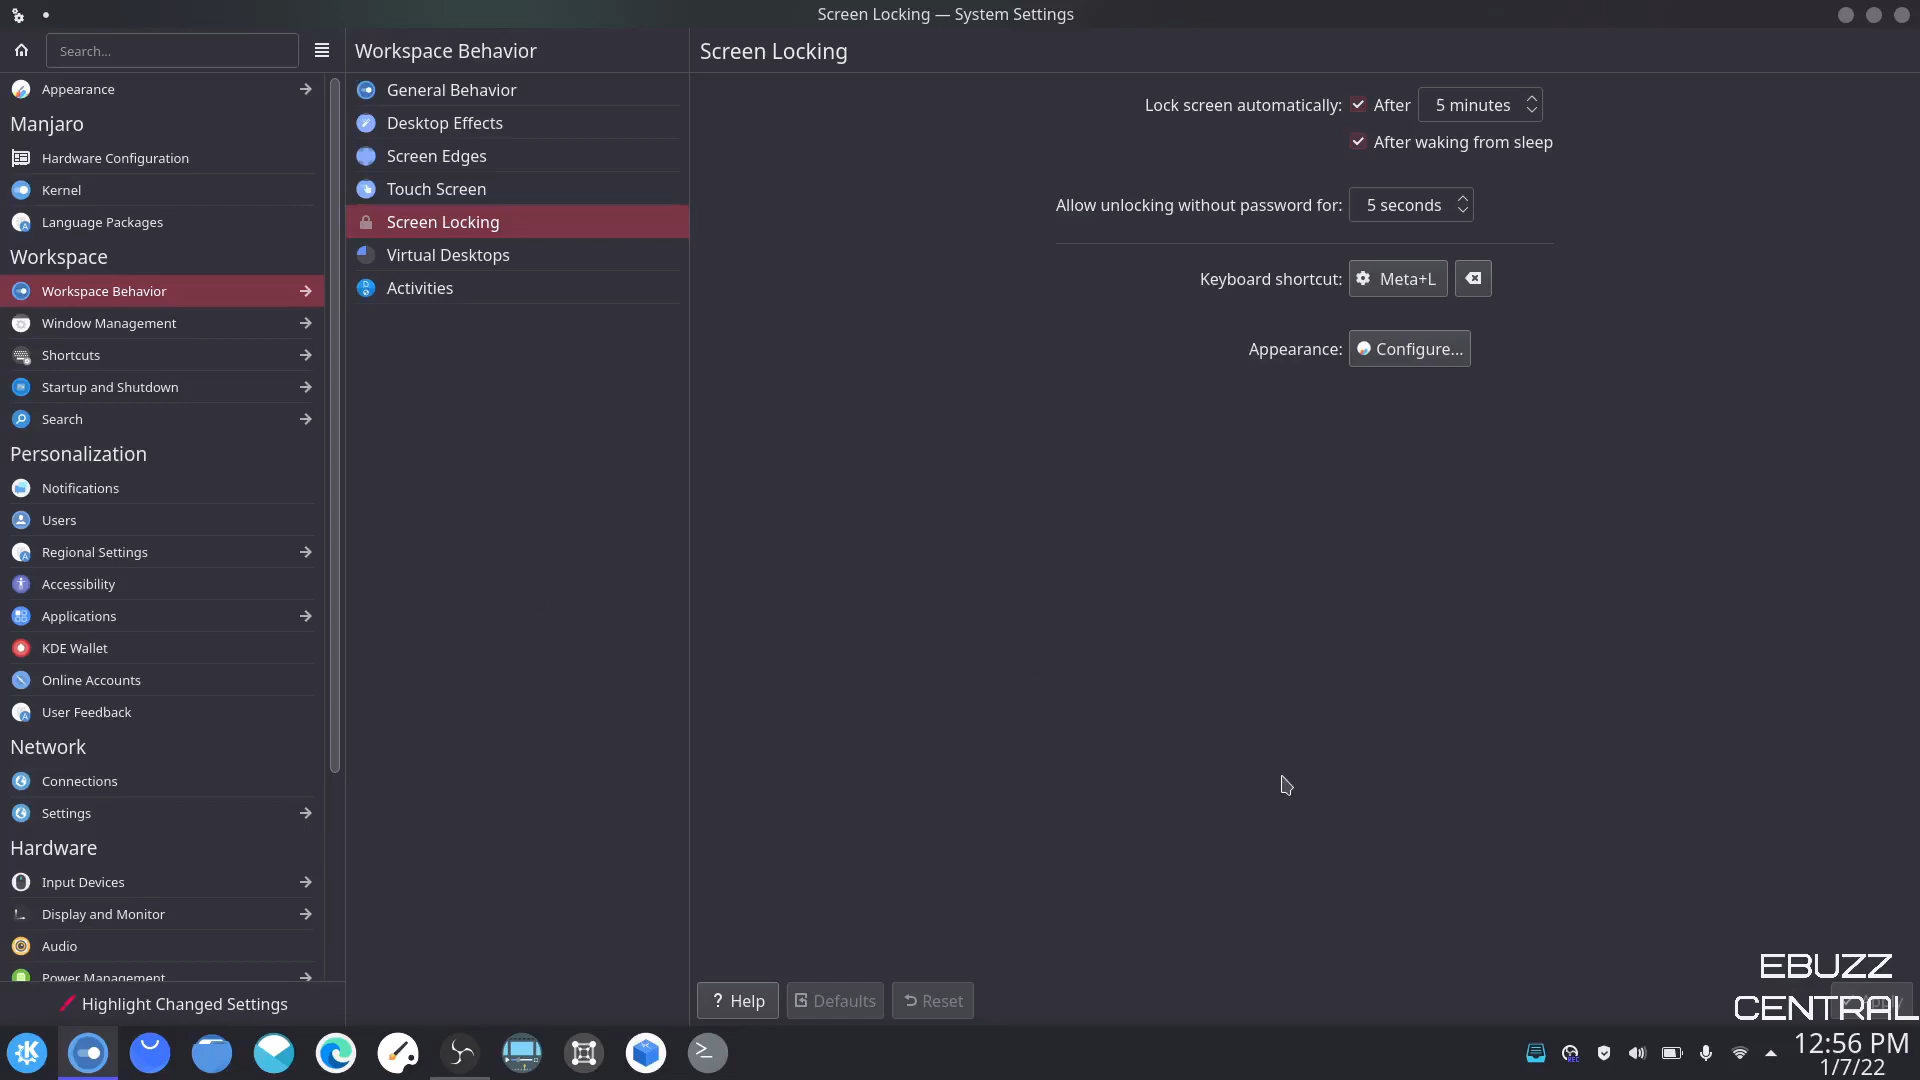 Screen Locking — System Settings
Search...
Appearance
Manjaro
Hardware Configuration
Kernel
Language Packages
Workspace
Workspace Behavior
Window Management
Shortcuts
Startup and Shutdown
Search
Personalization
Notifications
Users
Regional Settings
Accessibility
Applications
KDE Wallet
Online Accounts
User Feedback
Network
Connections
Settings
Hardware
Input Devices
Display and Monitor
Audio
Power Management
Highlight Changed Settings
Workspace Behavior
General Behavior
Desktop Effects
Screen Edges
Touch Screen
Screen Locking
Virtual Desktops
Activities
Screen Locking
Lock screen automatically: After 5 minutes
After waking from sleep
Allow unlocking without password for: 5 seconds
Keyboard shortcut: Meta+L
Appearance: Configure...
? Help Defaults Reset
EBUZZ
CENTRAL
12:56 PM
1/7/22